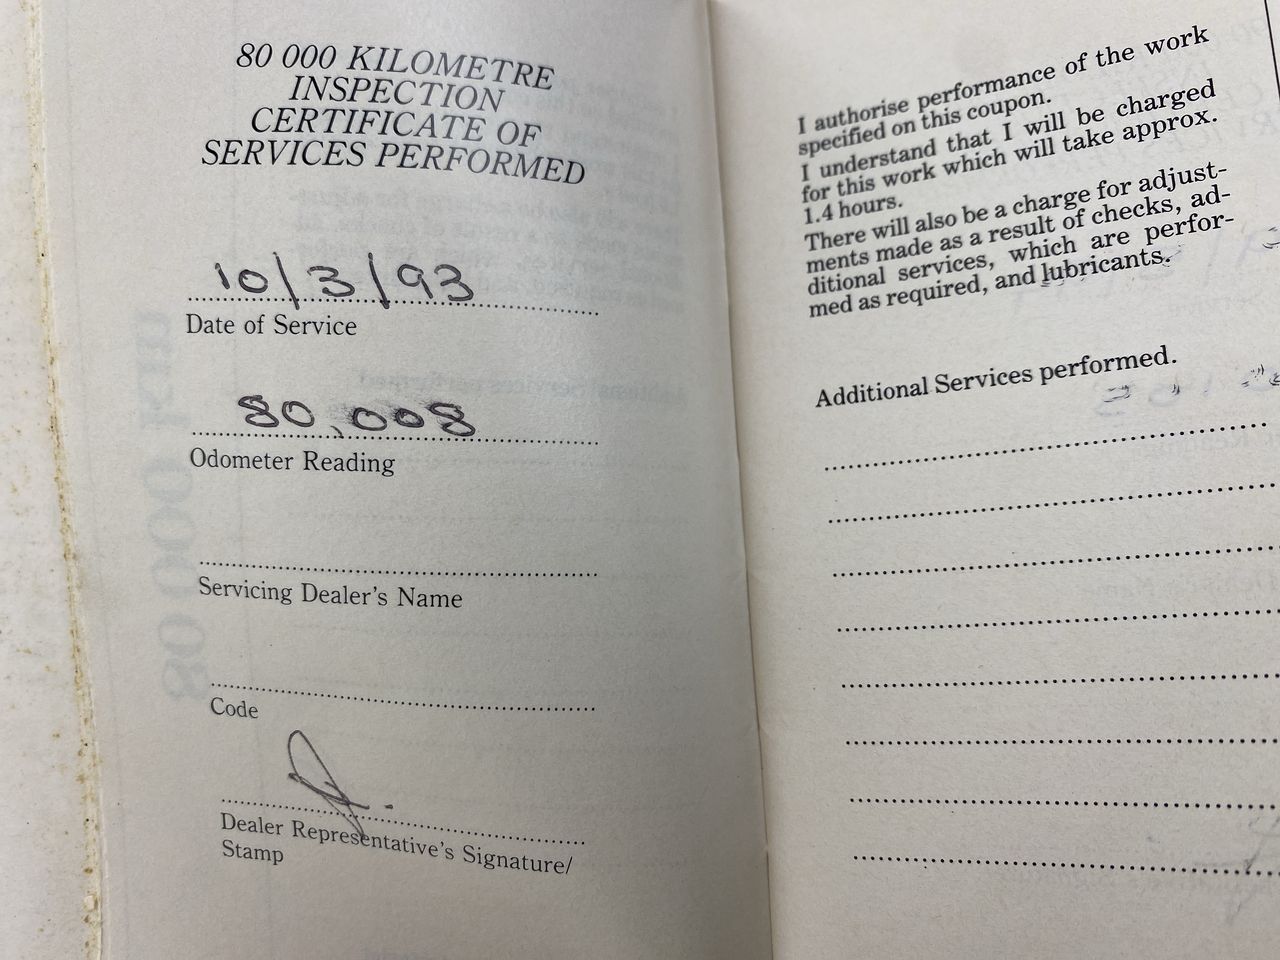 80 000 KILOMETRE
INSPECTION
CERTIFICATE OF
SERVICES PERFORMED
10/3/93
Date of Service
80,008
Odometer Reading
Servicing Dealer's Name
Code
Dealer Representative's Signature/
Stamp
I authorise performance of the work
specified on this coupon.
I understand that I will be charged
for this work which will take approx.
1.4 hours.
There will also be a charge for adjust-
ments made as a result of checks, ad-
ditional services, which are perfor-
med as required, and lubricants.
Additional Services performed.